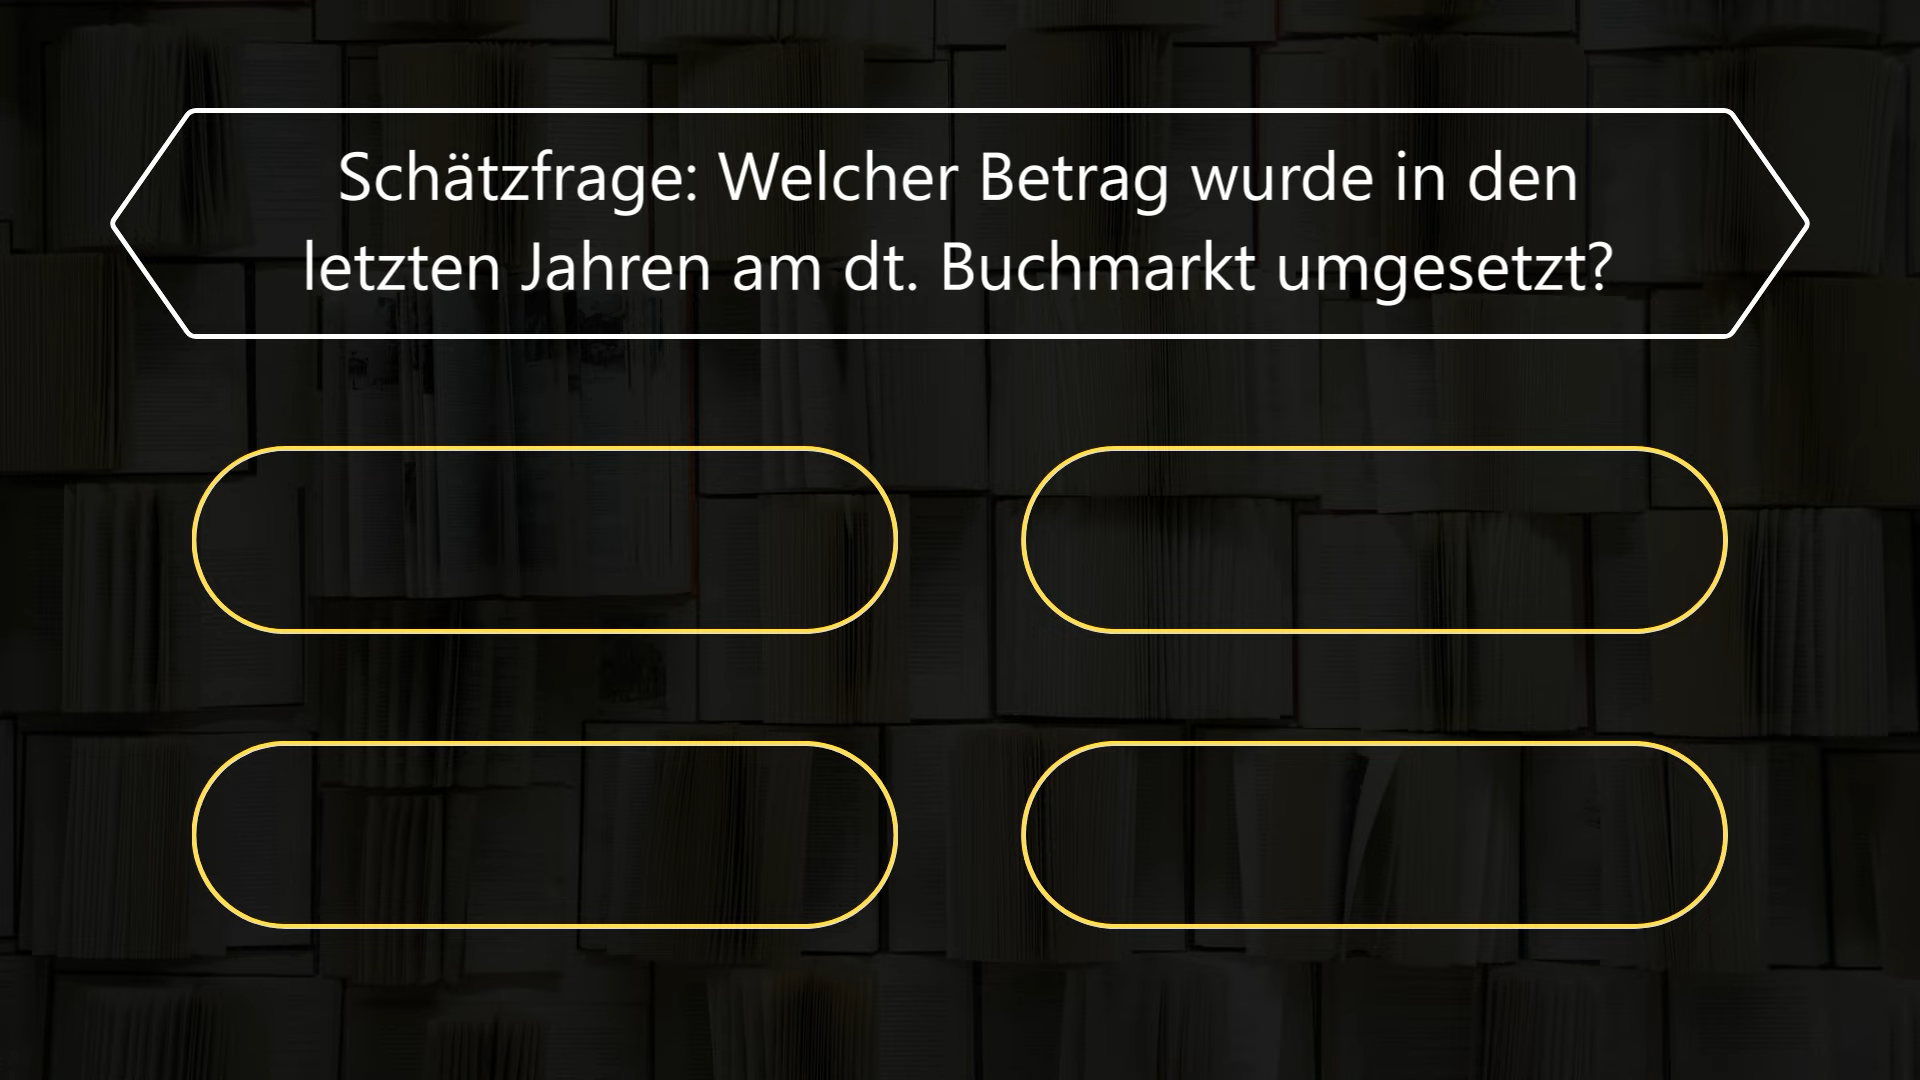 Schätzfrage: Welcher Betrag wurde in den
letzten Jahren am dt. Buchmarkt umgesetzt?